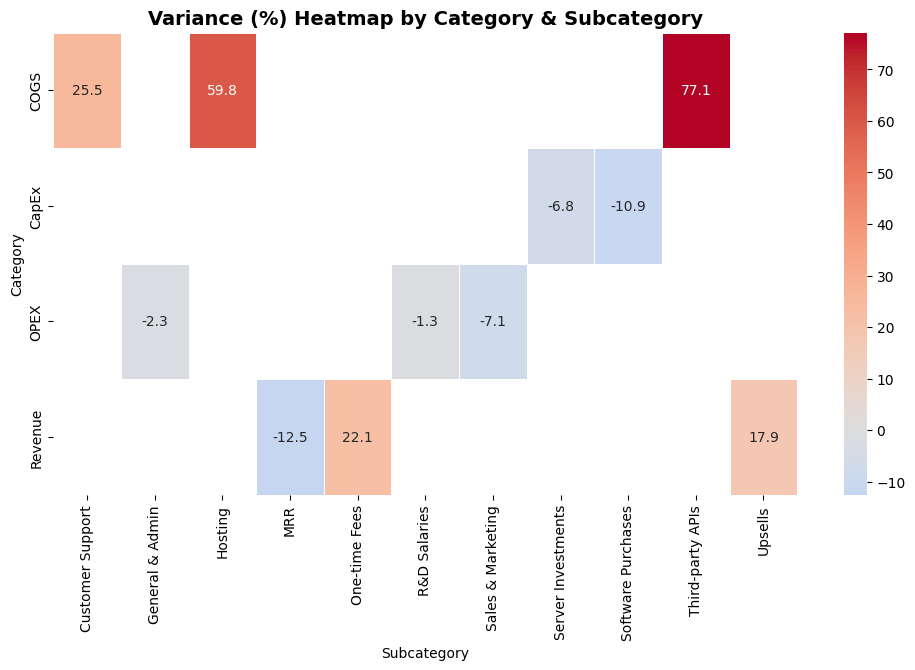 Variance (%) Heatmap by Category & Subcategory
Category
COGS
25.5
59.8
77.1
CapEx
-6.8
-10.9
OPEX
-2.3
-1.3
-7.1
Revenue
-12.5
22.1
17.9
Customer Support
General & Admin
Hosting
MRR
One-time Fees
R&D Salaries
Sales & Marketing
Server Investments
Software Purchases
Third-party APIs
Upsells
Subcategory
70
60
50
40
30
20
10
0
−10